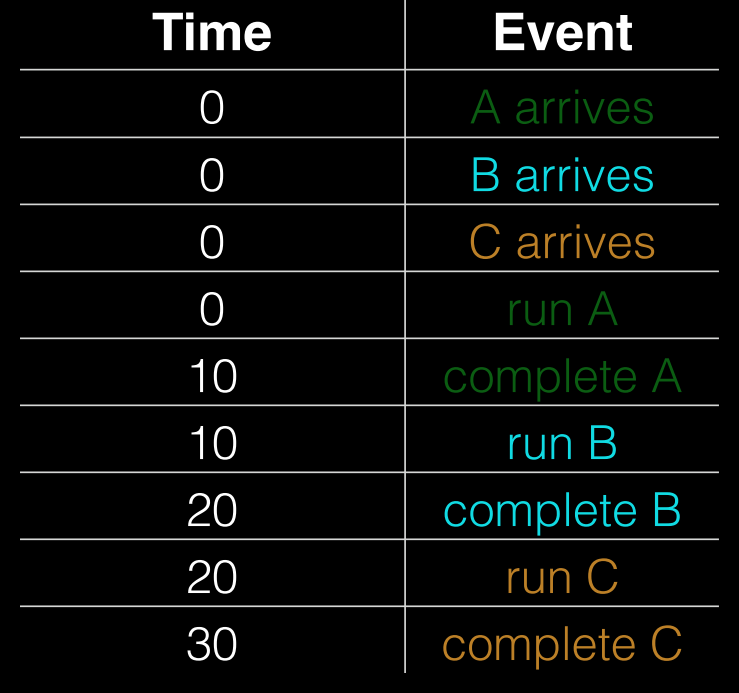 Time Event
0 A arrives
0 B arrives
0 C arrives
0 run A
10 complete A
10 run B
20 complete B
20 run C
30 complete C